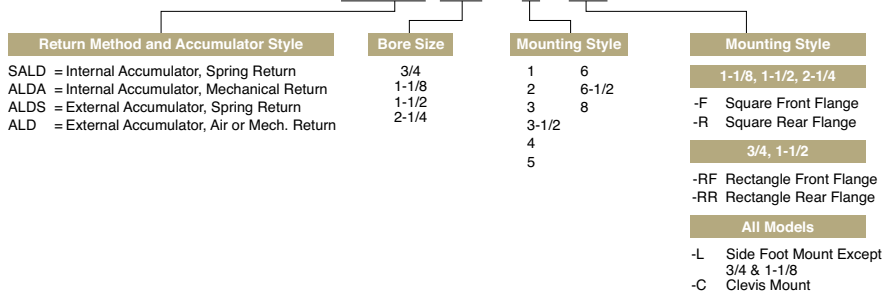 Return Method and Accumulator Style
SALD = Internal Accumulator, Spring Return
ALDA = Internal Accumulator, Mechanical Return
ALDS = External Accumulator, Spring Return
ALD = External Accumulator, Air or Mech. Return
Bore Size
3/4
1-1/8
1-1/2
2-1/4
Mounting Style
1 6
2 6-1/2
3 8
3-1/2
4
5
Mounting Style
1-1/8, 1-1/2, 2-1/4
-F Square Front Flange
-R Square Rear Flange
3/4, 1-1/2
-RF Rectangle Front Flange
-RR Rectangle Rear Flange
All Models
-L Side Foot Mount Except
3/4 & 1-1/8
-C Clevis Mount